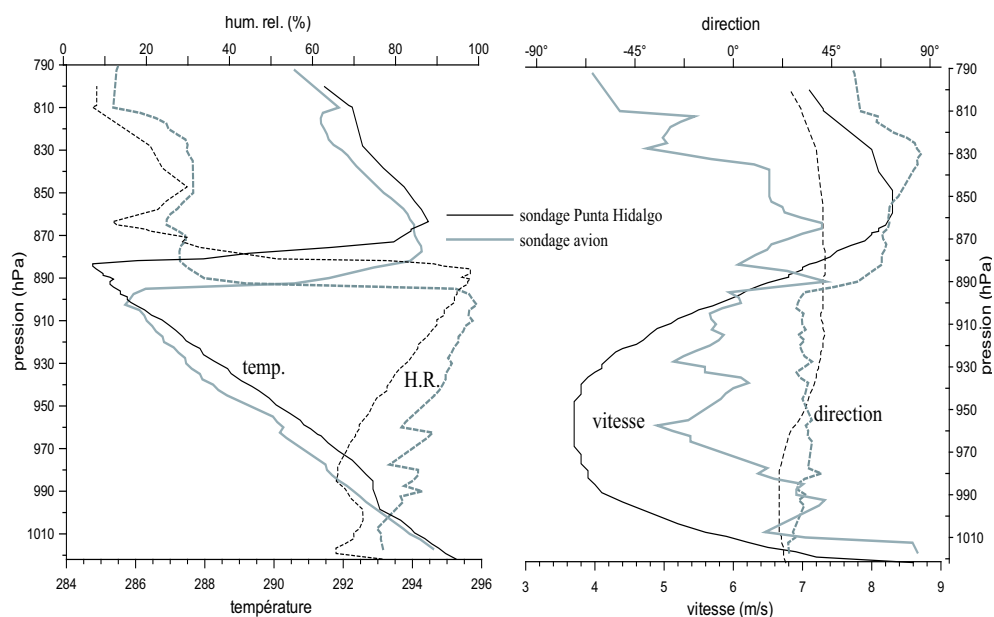 hum. rel. (%)
0 20 40 60 80 100
790
810
830
850
870
890
910
930
950
970
990
1010
pression (hPa)
temp.
H.R.
284 286 288 290 292 294 296
température
sondage Punta Hidalgo
sondage avion
direction
-90° -45° 0° 45° 90°
vitesse
direction
790
810
830
850
870
890
910
930
950
970
990
1010
pression (hPa)
3 4 5 6 7 8 9
vitesse (m/s)